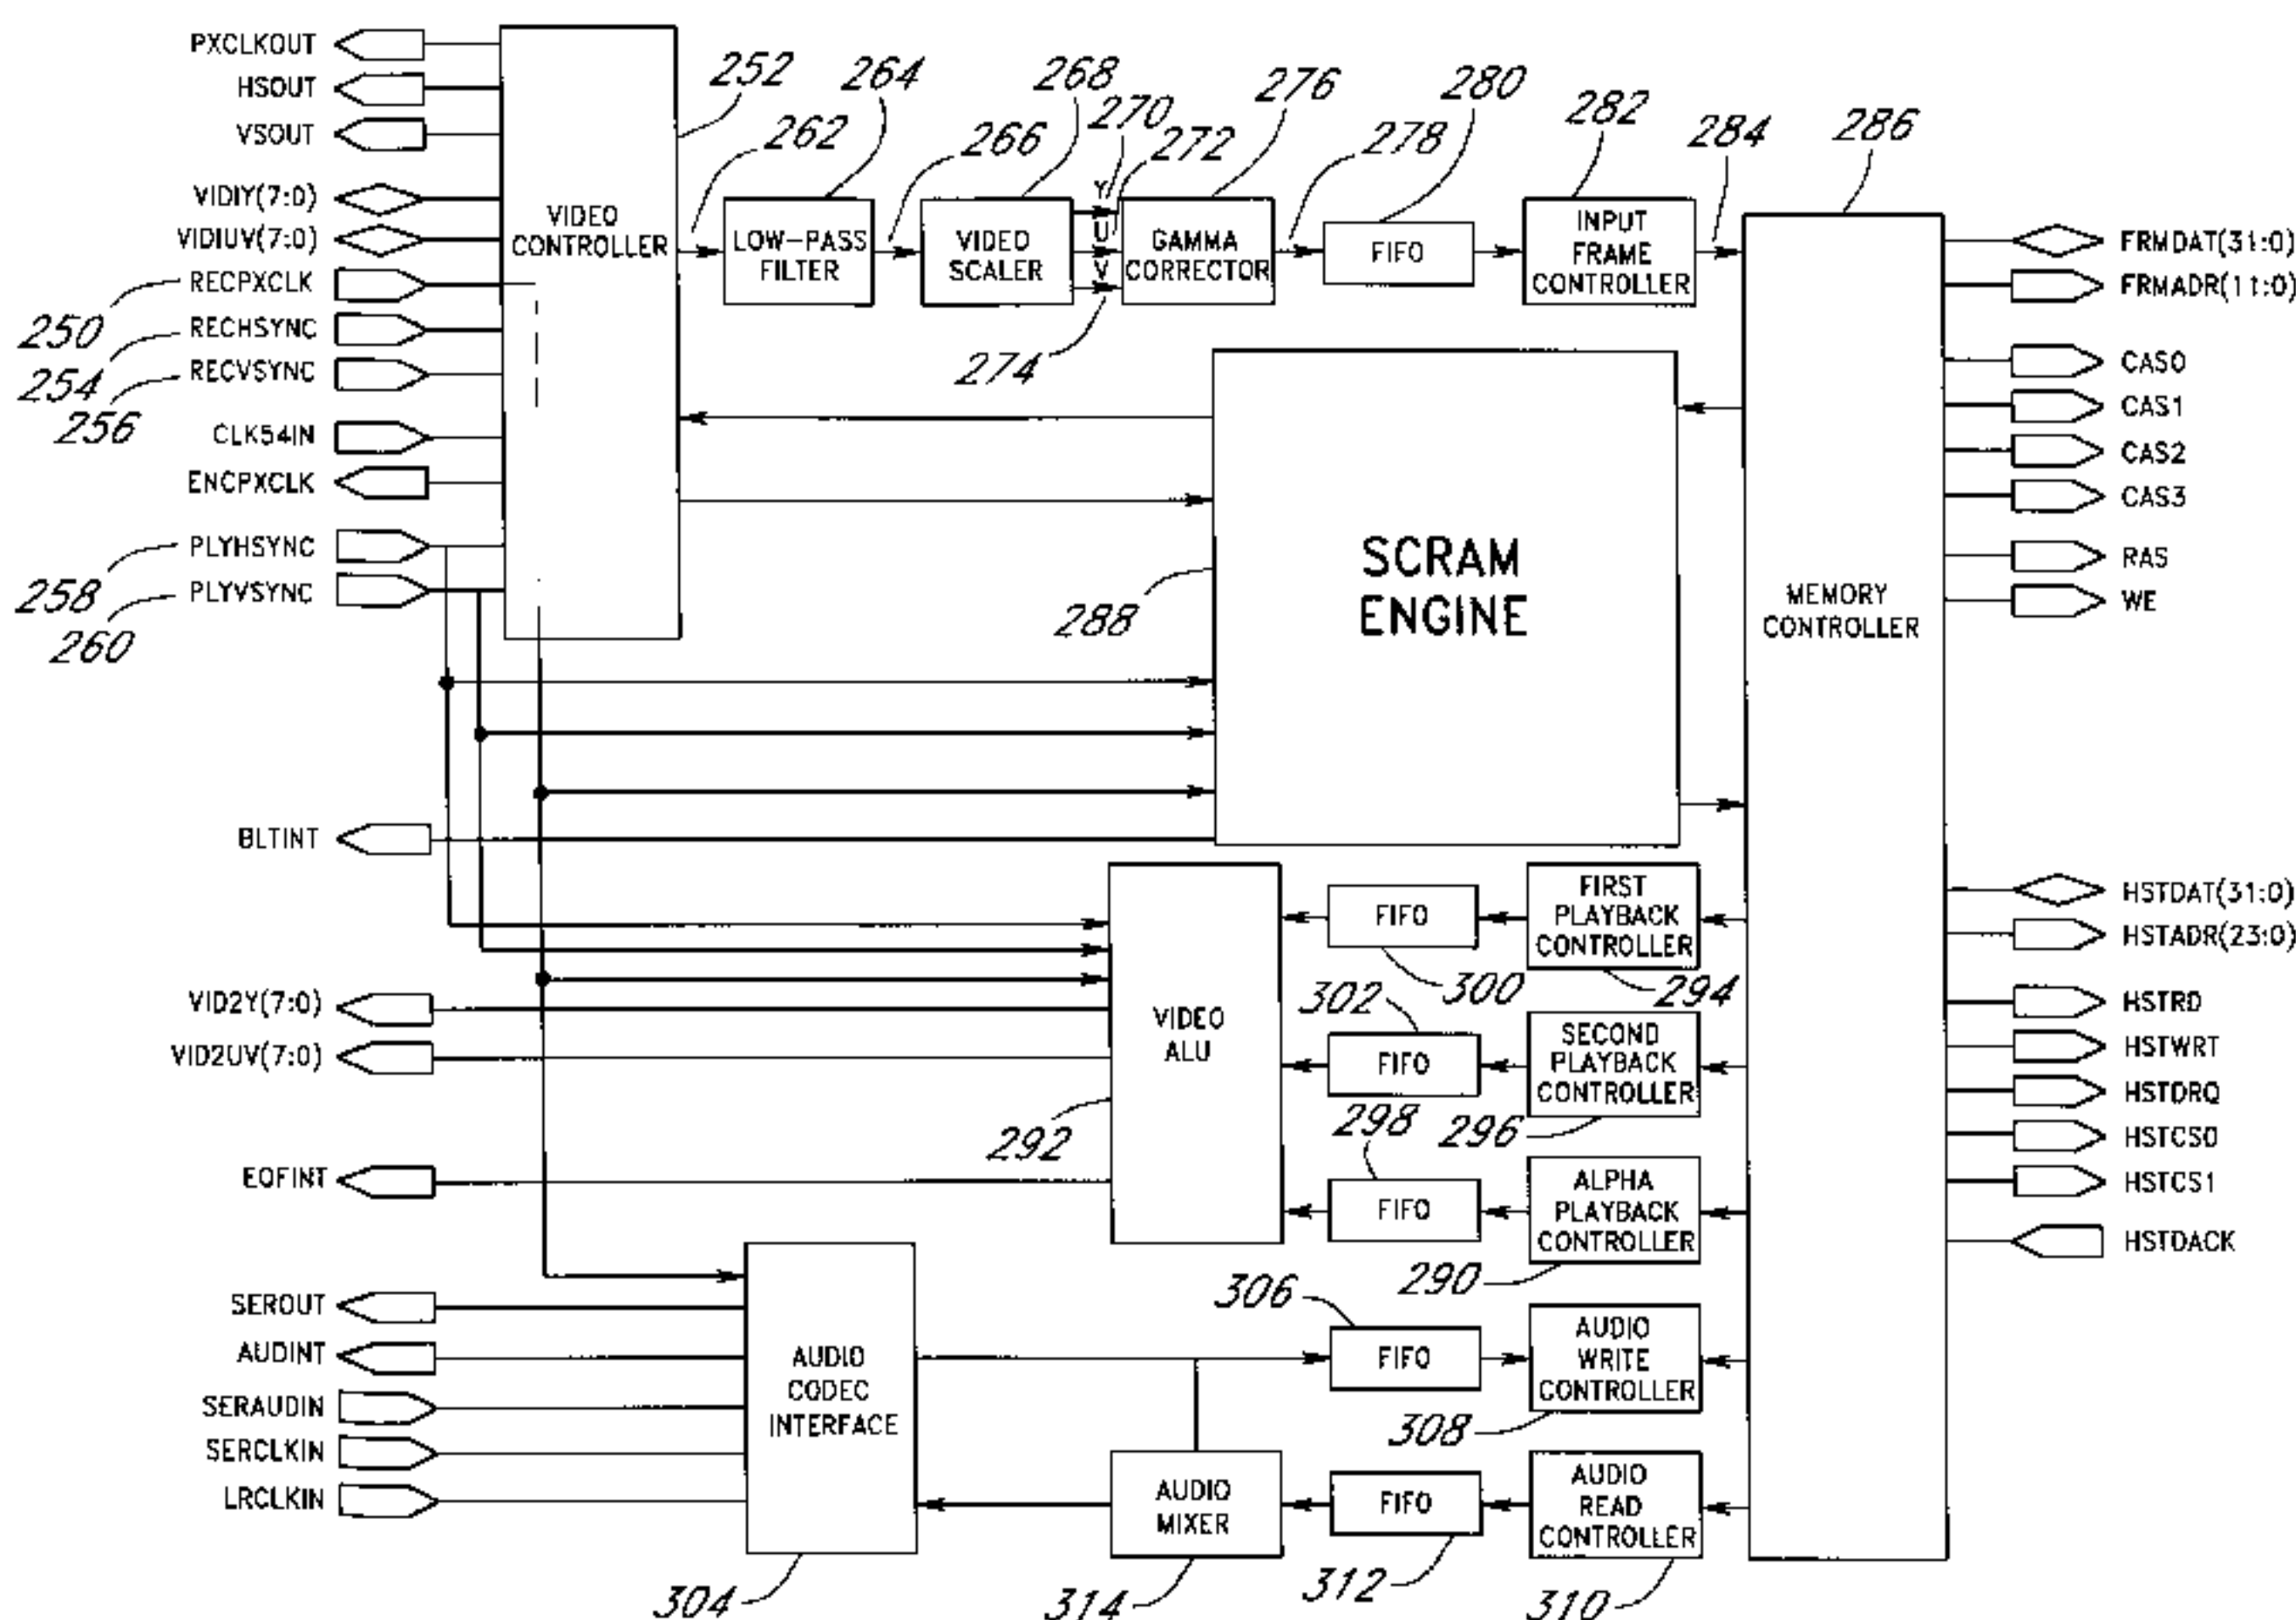 PXCLKOUT
HSOUT
VSOUT
VIDIY(7:0)
VIDIUV(7:0)
RECPXCLK
RECHSYNC
RECVSYNC
CLK54IN
ENCPXCLK
PLYHSYNC
PLYVSYNC
BLTINT
VID2Y(7:0)
VID2UV(7:0)
EOFINT
SEROUT
AUDINT
SERAUDIN
SERCLKIN
LRCLKIN
250
254
256
258
260
VIDEO
CONTROLLER
252
262
264
LOW-PASS
FILTER
266
268
VIDEO
SCALER
270
272
274
Y
U
V
276
GAMMA
CORRECTOR
278
280
FIFO
282
INPUT
FRAME
CONTROLLER
284
286
MEMORY
CONTROLLER
SCRAM
ENGINE
288
VIDEO
ALU
292
FIFO
300
FIRST
PLAYBACK
CONTROLLER
294
302
FIFO
SECOND
PLAYBACK
CONTROLLER
296
298
FIFO
ALPHA
PLAYBACK
CONTROLLER
290
AUDIO
CODEC
INTERFACE
304
306
FIFO
AUDIO
WRITE
CONTROLLER
308
AUDIO
MIXER
314
FIFO
312
AUDIO
READ
CONTROLLER
310
FRMDAT(31:0)
FRMADR(11:0)
CAS0
CAS1
CAS2
CAS3
RAS
WE
HSTDAT(31:0)
HSTADR(23:0)
HSTRD
HSTWRT
HSTDRQ
HSTCS0
HSTCS1
HSTDACK